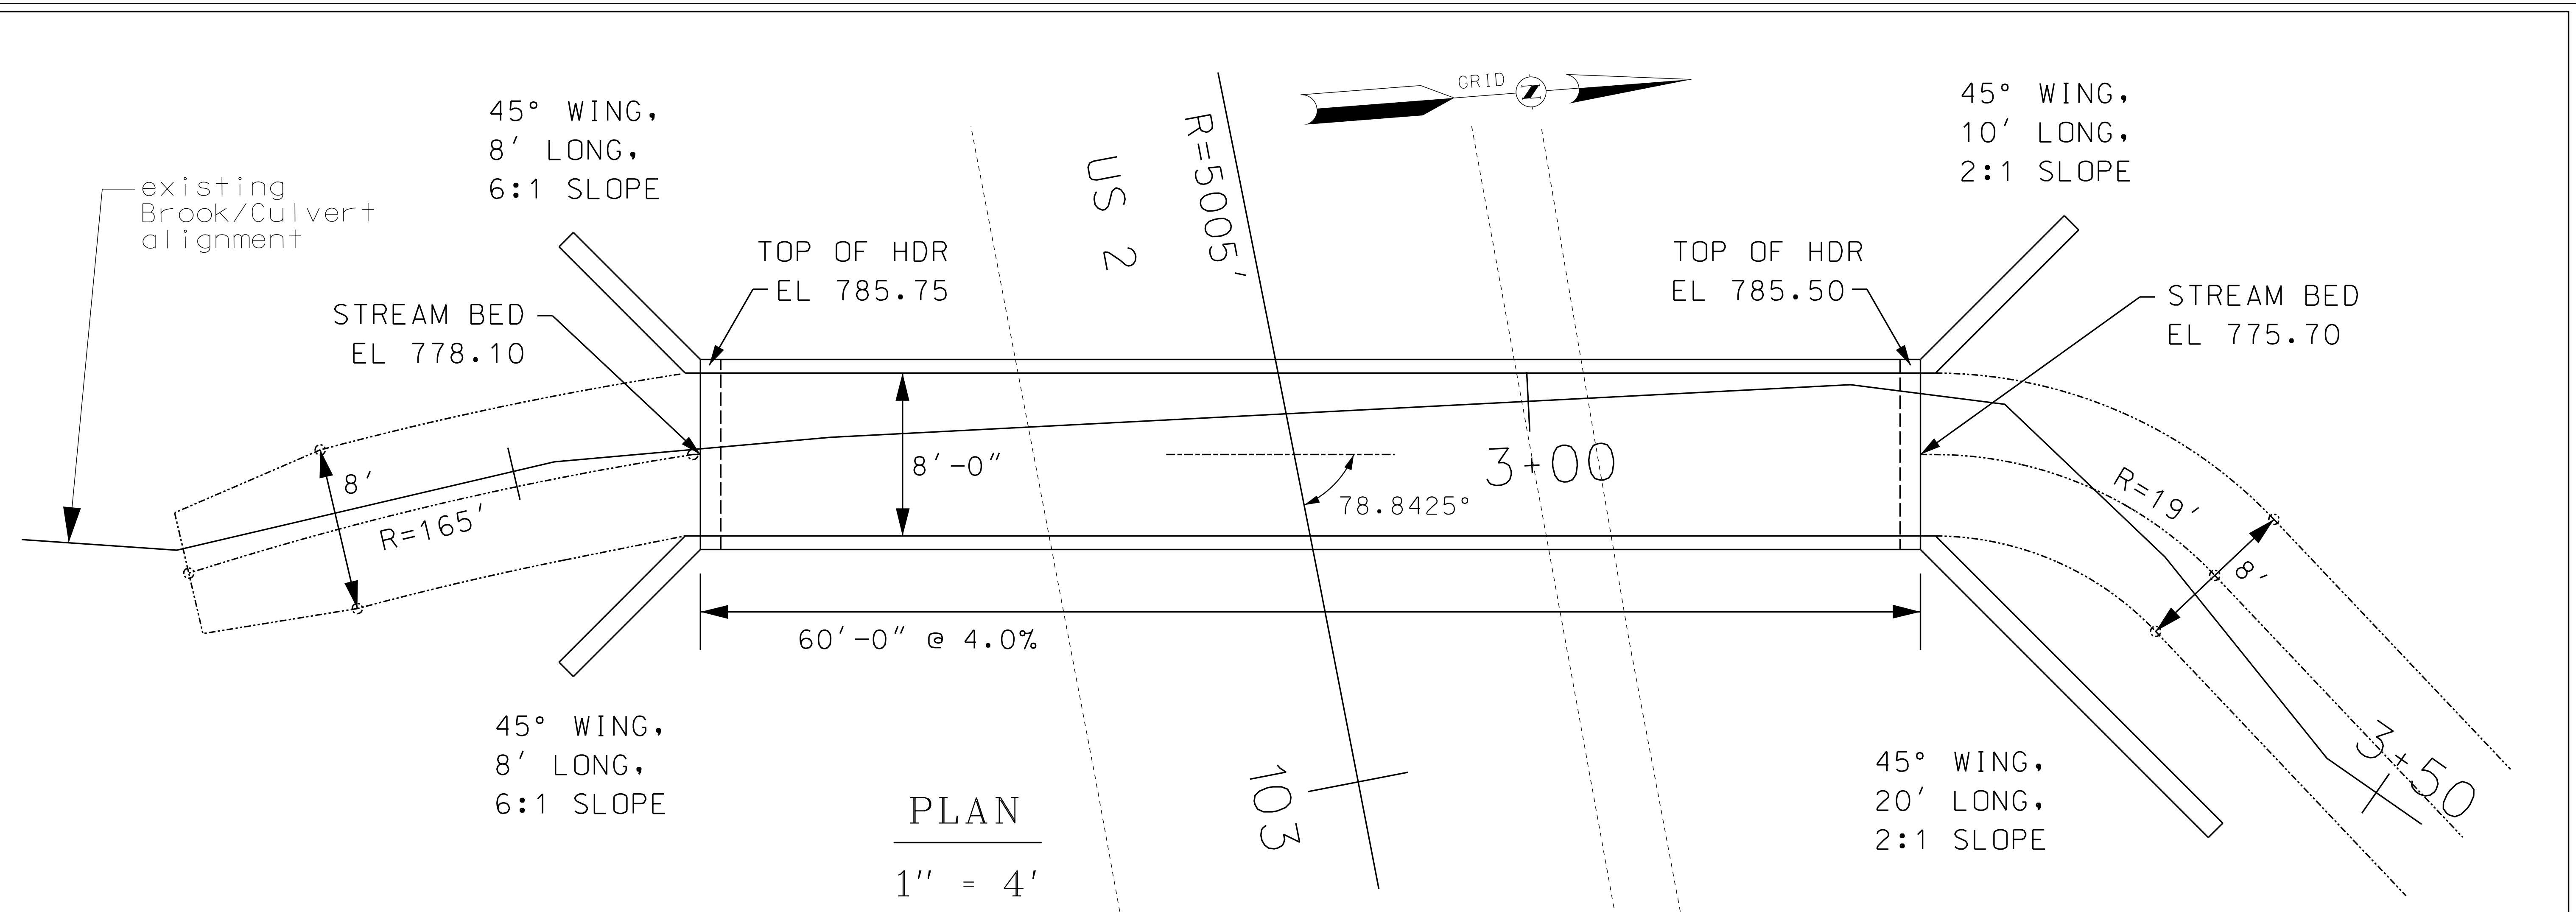 GRID
Z
45° WING,
8' LONG,
6:1 SLOPE
45° WING,
10' LONG,
2:1 SLOPE
existing
Brook/Culvert
alignment
US 2
R=5005'
TOP OF HDR
EL 785.75
TOP OF HDR
EL 785.50
STREAM BED
EL 778.10
STREAM BED
EL 775.70
8'
R=165'
8'-0"
3+00
78.8425°
R=19'
8'
60'-0" @ 4.0%
45° WING,
8' LONG,
6:1 SLOPE
103
45° WING,
20' LONG,
2:1 SLOPE
3+50
PLAN
1" = 4'